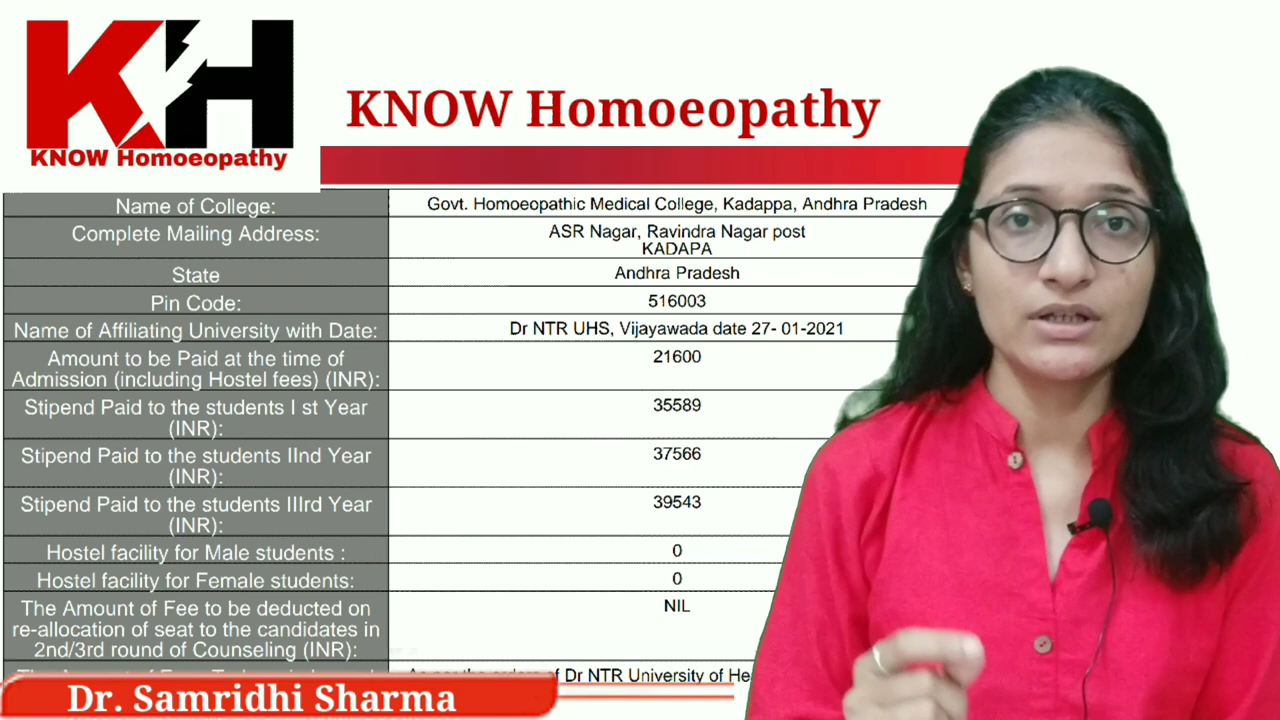 KH
KNOW Homoeopathy
KNOW Homoeopathy
Name of College: Govt. Homoeopathic Medical College, Kadappa, Andhra Pradesh
Complete Mailing Address: ASR Nagar, Ravindra Nagar post
KADAPA
State Andhra Pradesh
Pin Code: 516003
Name of Affiliating University with Date: Dr NTR UHS, Vijayawada date 27- 01-2021
Amount to be Paid at the time of
Admission (including Hostel fees) (INR): 21600
Stipend Paid to the students I st Year
(INR): 35589
Stipend Paid to the students IInd Year
(INR): 37566
Stipend Paid to the students IIIrd Year
(INR): 39543
Hostel facility for Male students : 0
Hostel facility for Female students: 0
The Amount of Fee to be deducted on
re-allocation of seat to the candidates in
2nd/3rd round of Counseling (INR): NIL
Dr NTR University of He
Dr. Samridhi Sharma